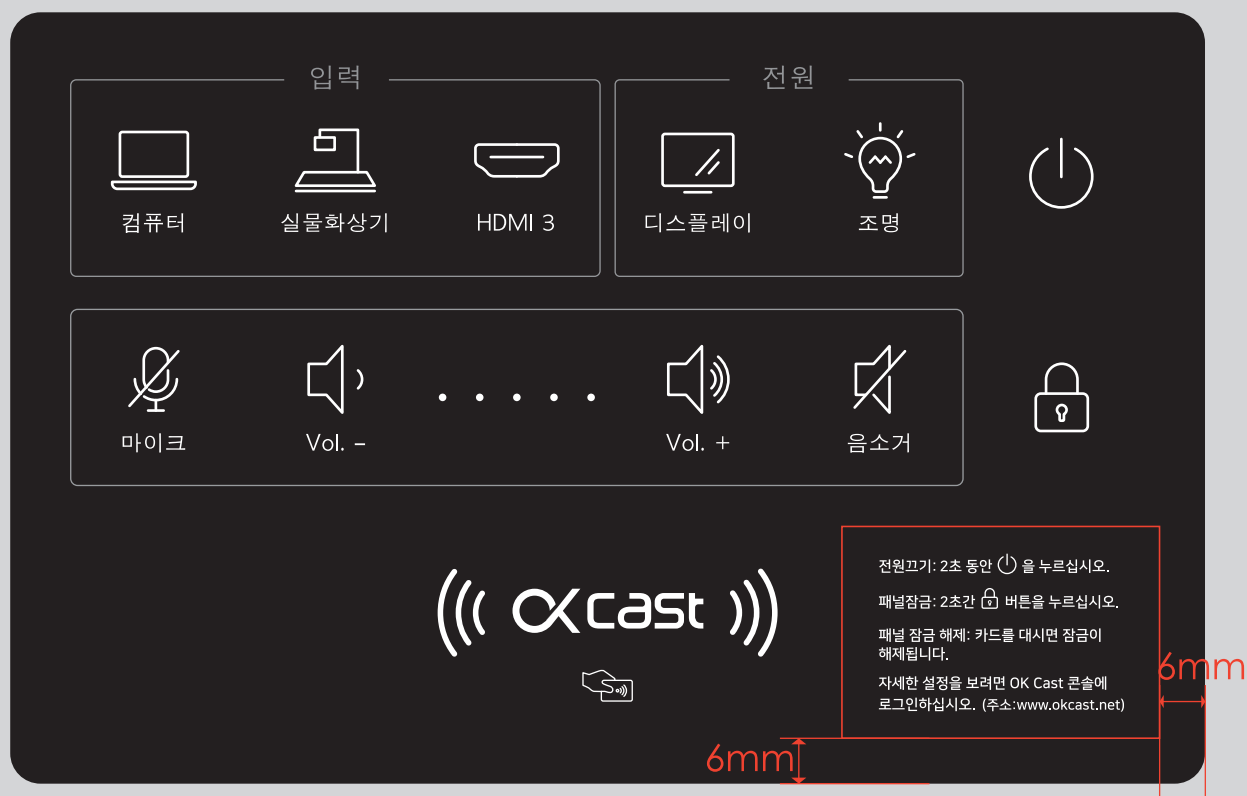 입력
전원
컴퓨터
실물화상기
HDMI 3
디스플레이
조명
마이크
Vol. –
Vol. +
음소거
OK cast
전원끄기: 2초 동안 을 누르십시오.
패널잠금: 2초간 버튼을 누르십시오.
패널 잠금 해제: 카드를 대시면 잠금이
해제됩니다.
자세한 설정을 보려면 OK Cast 콘솔에
로그인하십시오. (주소:www.okcast.net)
6mm
6mm